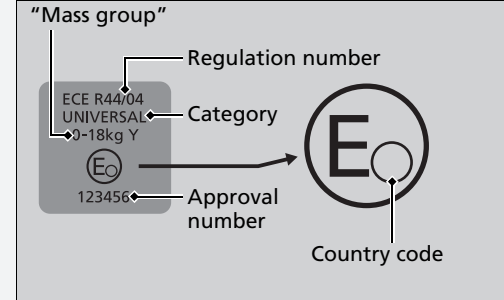 “Mass group”
Regulation number
ECE R44/04
UNIVERSAL
Category
0-18kg Y
E
E
123456
Approval
number
Country code